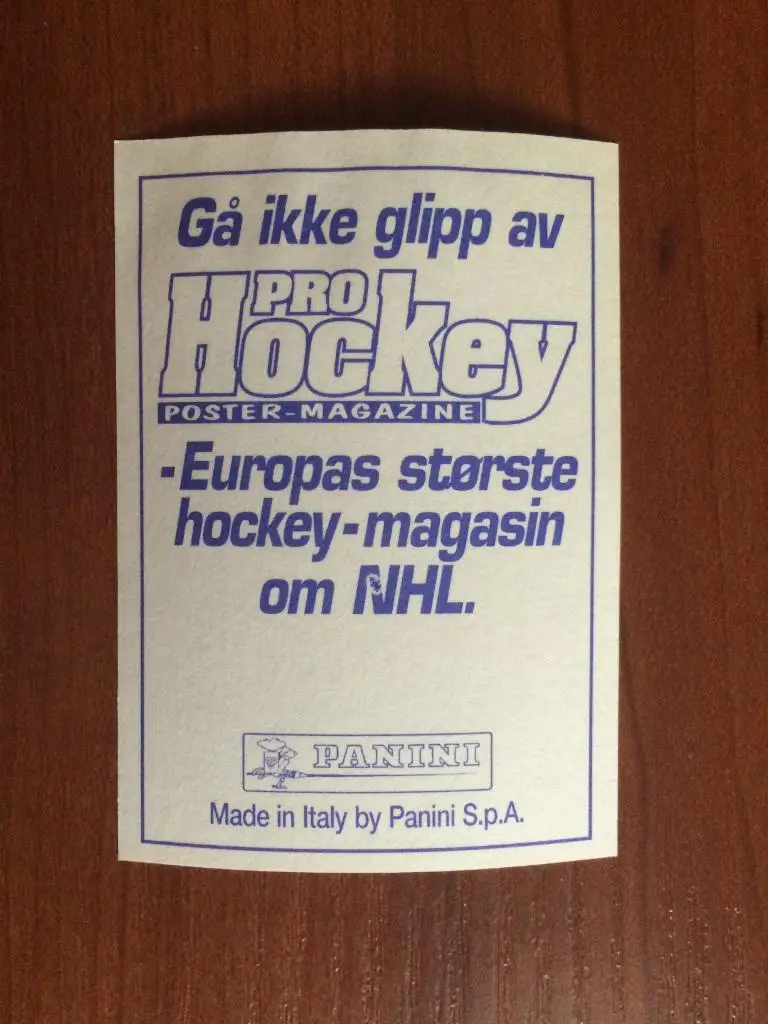 Gå ikke glipp av
PRO
Hockey
POSTER-MAGAZINE
-Europas største
hockey-magasin
om NHL.
PANINI
Made in Italy by Panini S.p.A.